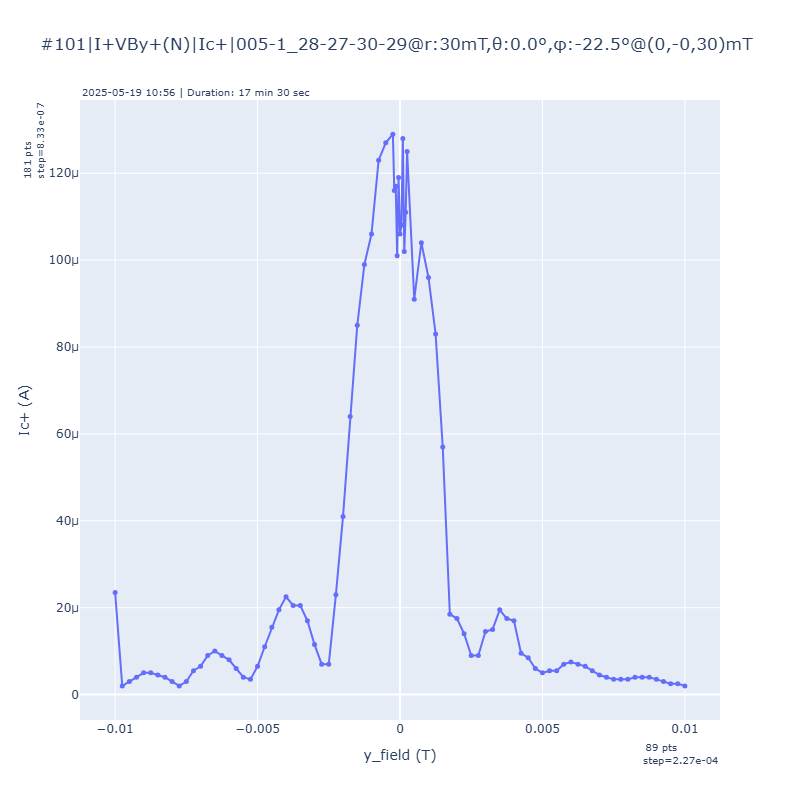 #101|I+VBy+(N)|Ic+|005-1_28-27-30-29@r:30mT,θ:0.0º,φ:-22.5º@(0,-0,30)mT
2025-05-19 10:56 | Duration: 17 min 30 sec
181 pts
step=8.33e-07
120μ
100μ
80μ
60μ
40μ
20μ
0
Ic+ (A)
−0.01
−0.005
0
0.005
0.01
y_field (T)
89 pts
step=2.27e-04